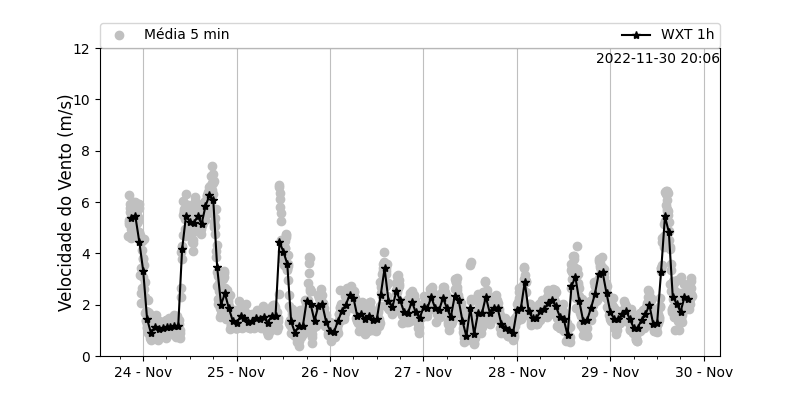 Média 5 min
WXT 1h
2022-11-30 20:06
Velocidade do Vento (m/s)
12
10
8
6
4
2
0
24 - Nov
25 - Nov
26 - Nov
27 - Nov
28 - Nov
29 - Nov
30 - Nov